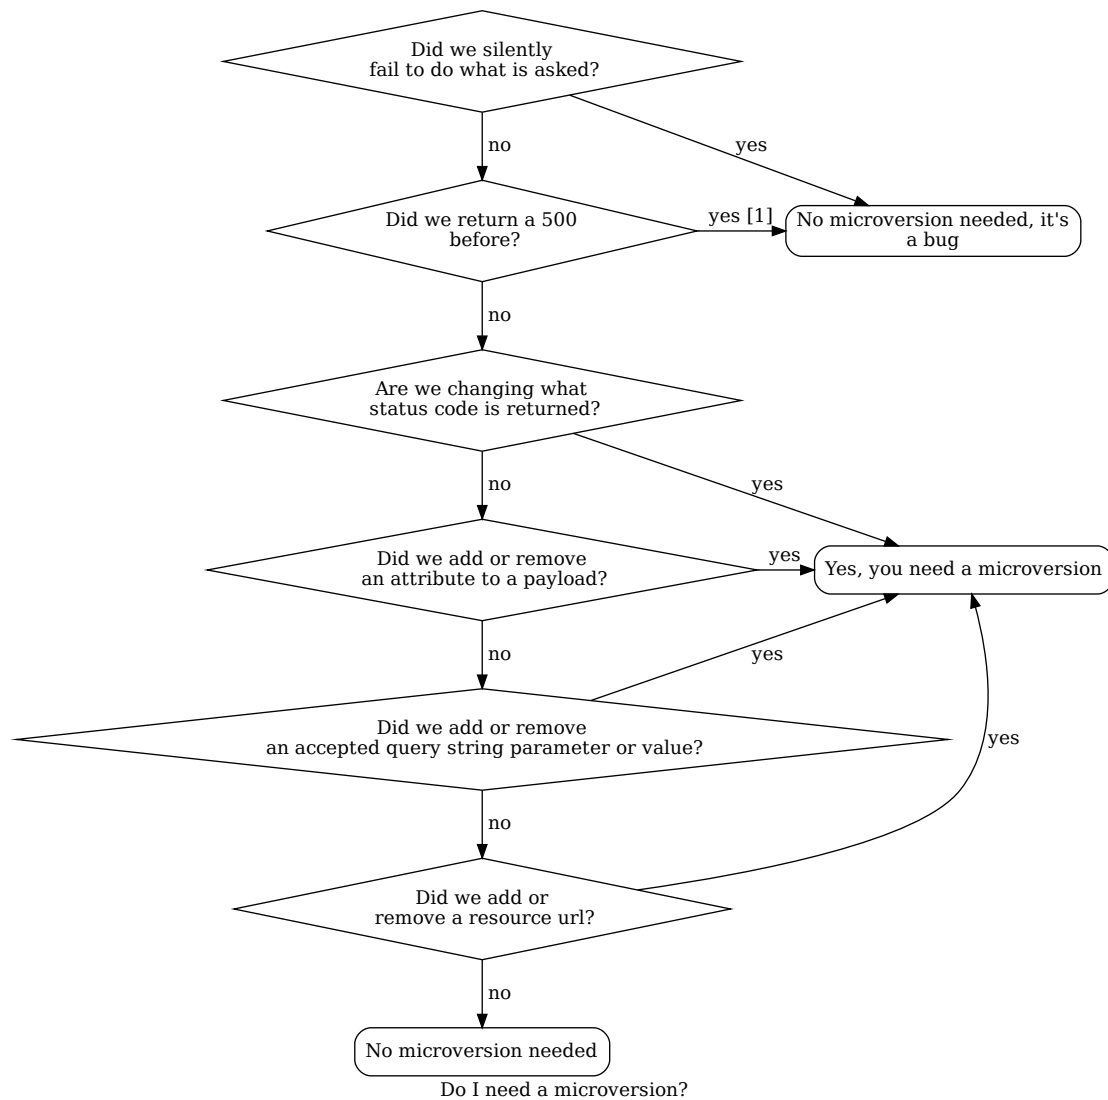 Did we silently
fail to do what is asked?
no
yes
Did we return a 500
before?
yes [1]
No microversion needed, it's
a bug
no
Are we changing what
status code is returned?
no
yes
Did we add or remove
an attribute to a payload?
yes
Yes, you need a microversion
no
yes
Did we add or remove
an accepted query string parameter or value?
yes
no
Did we add or
remove a resource url?
no
No microversion needed
Do I need a microversion?